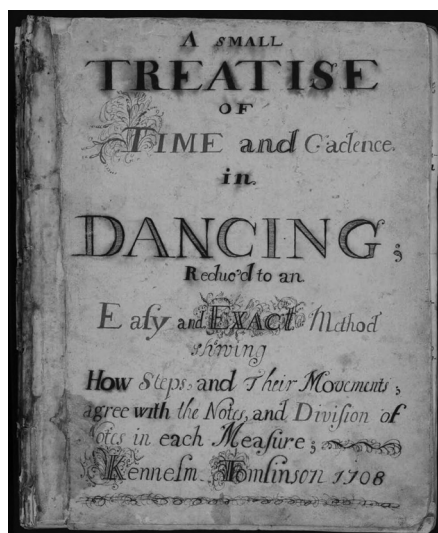 A SMALL
TREATISE
OF
TIME and Cadence.
in.
DANCING;
Reduc'd to an
Eaſy and EXACt Method
shewing
How Steps, and Their Movements;
agree with the Notes, and Diviſion of
Notes in each Meaſure;
Kennelm Tomlinson 1708